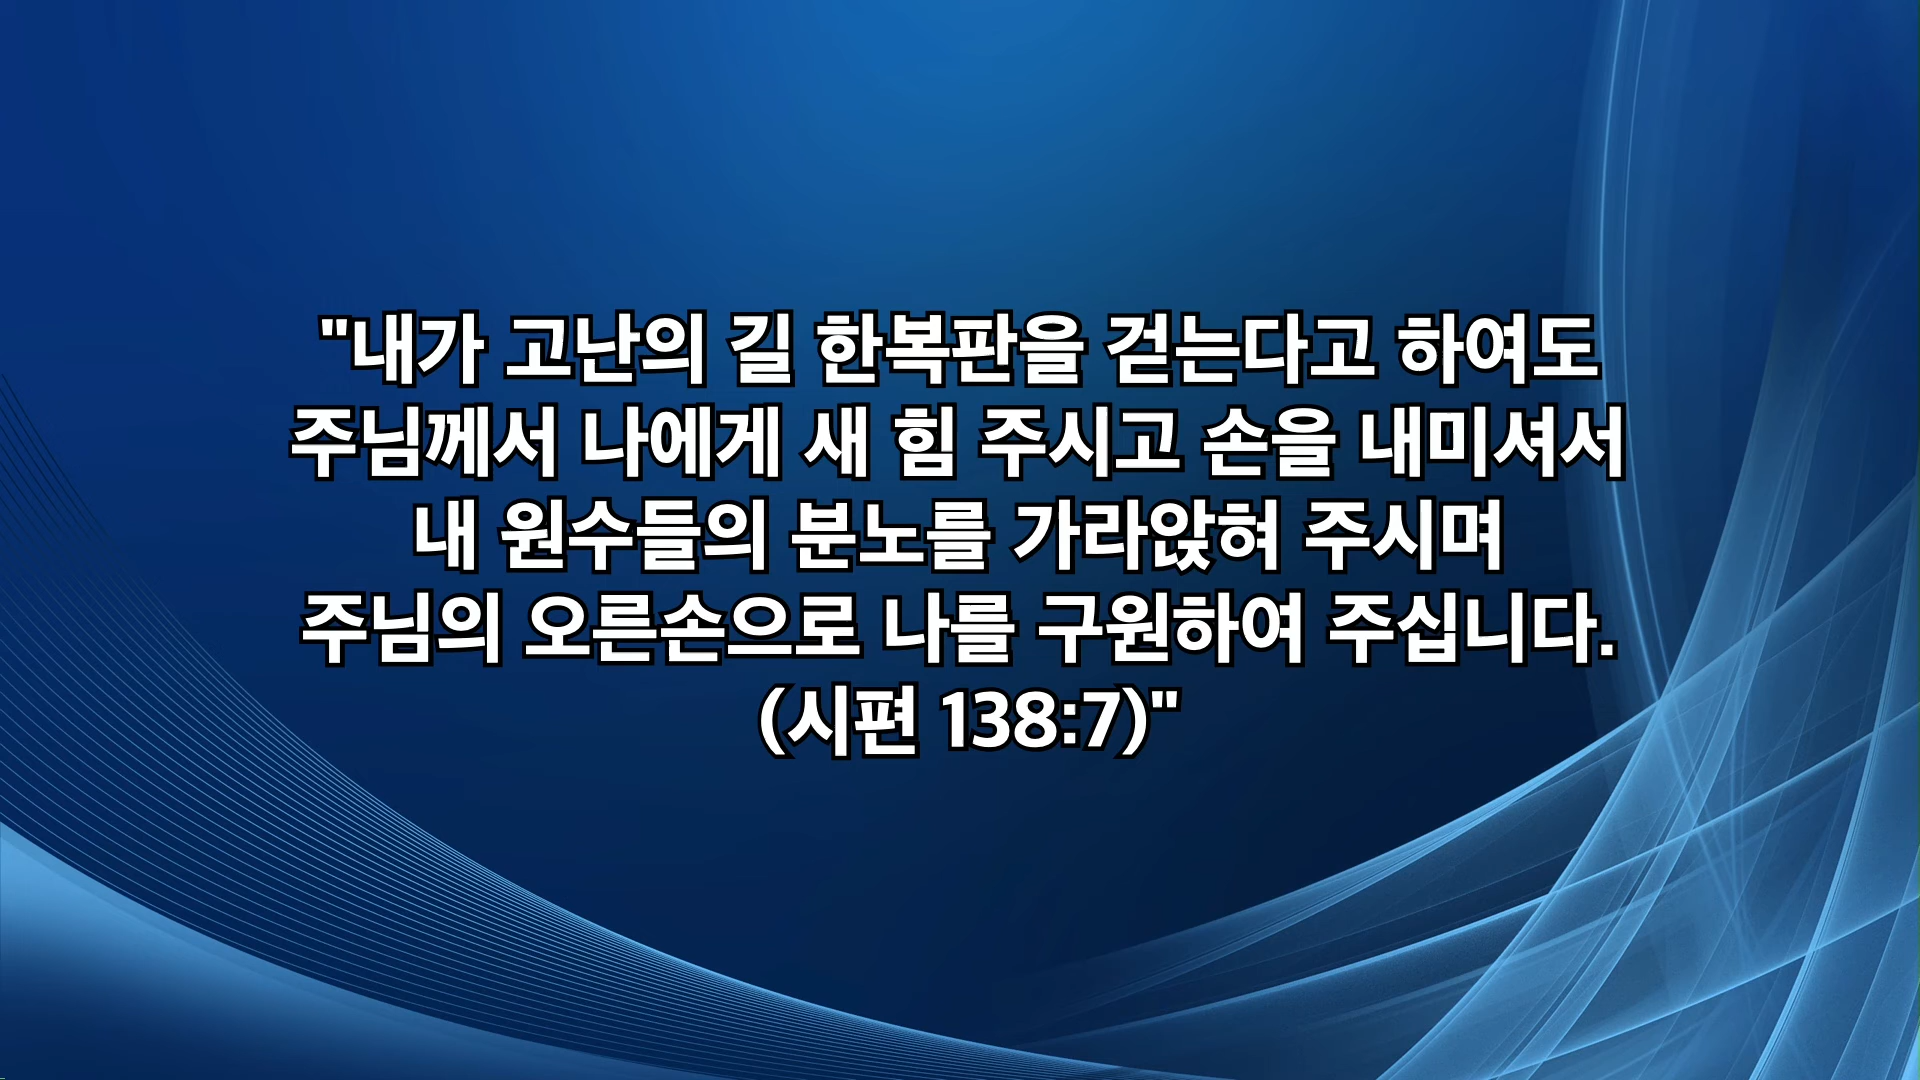 "내가 고난의 길 한복판을 걷는다고 하여도
주님께서 나에게 새 힘 주시고 손을 내미셔서
내 원수들의 분노를 가라앉혀 주시며
주님의 오른손으로 나를 구원하여 주십니다.
(시편 138:7)"